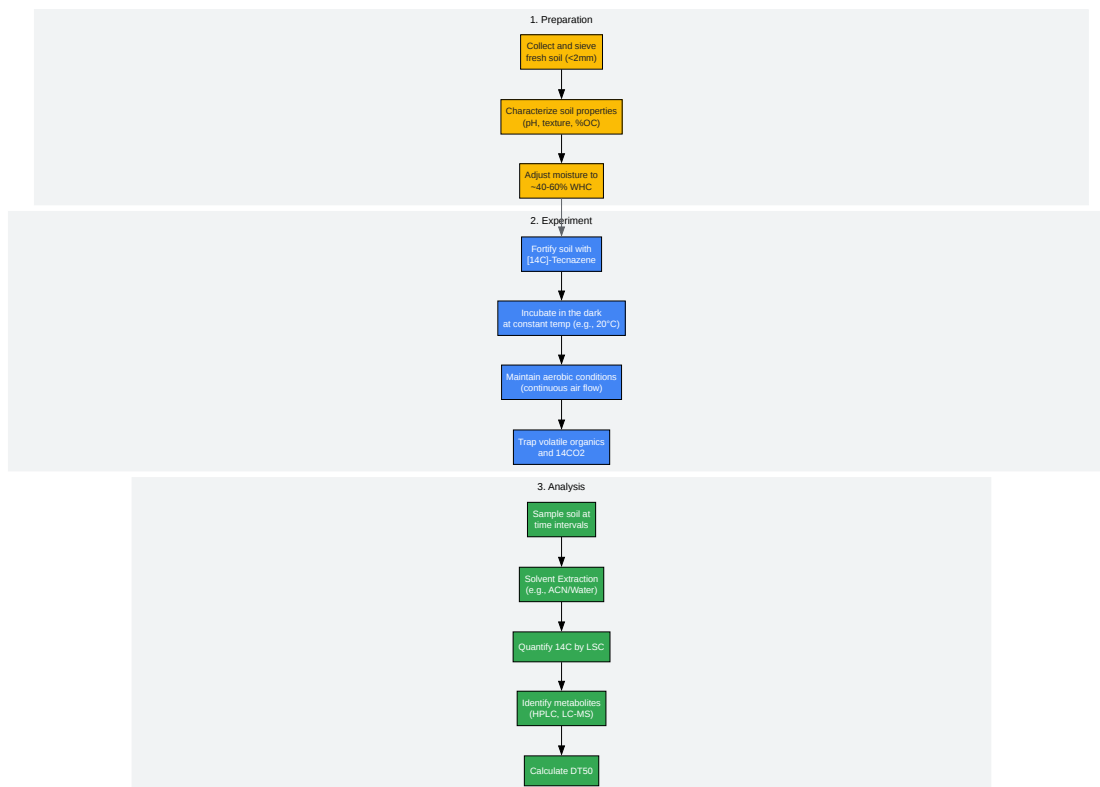 1. Preparation
Collect and sieve
fresh soil (<2mm)
Characterize soil properties
(pH, texture, %OC)
Adjust moisture to
~40-60% WHC
2. Experiment
Fortify soil with
[14C]-Tecnazene
Incubate in the dark
at constant temp (e.g., 20°C)
Maintain aerobic conditions
(continuous air flow)
Trap volatile organics
and 14CO2
3. Analysis
Sample soil at
time intervals
Solvent Extraction
(e.g., ACN/Water)
Quantify 14C by LSC
Identify metabolites
(HPLC, LC-MS)
Calculate DT50